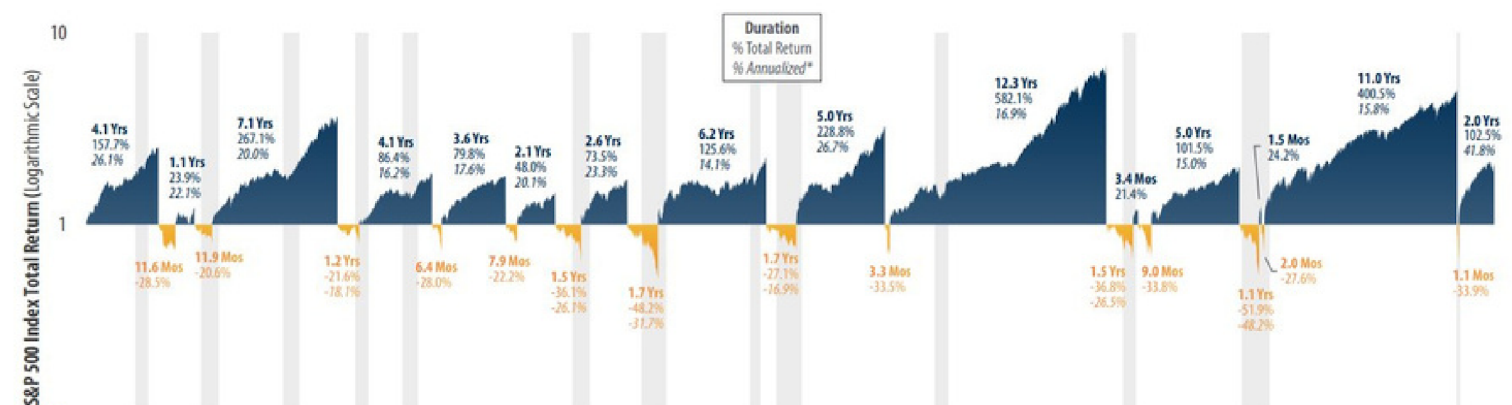 10
Duration
% Total Return
% Annualized*
S&P 500 Index Total Return (Logarithmic Scale)
1
4.1 Yrs
157.7%
26.1%
1.1 Yrs
23.9%
22.1%
7.1 Yrs
267.1%
20.0%
4.1 Yrs
86.4%
16.2%
3.6 Yrs
79.8%
17.6%
2.1 Yrs
48.0%
20.1%
2.6 Yrs
73.5%
23.3%
6.2 Yrs
125.6%
14.1%
5.0 Yrs
228.8%
26.7%
12.3 Yrs
582.1%
16.9%
3.4 Mos
21.4%
5.0 Yrs
101.5%
15.0%
1.5 Mos
24.2%
11.0 Yrs
400.5%
15.8%
2.0 Yrs
102.5%
41.8%
11.6 Mos
-28.5%
11.9 Mos
-20.6%
1.2 Yrs
-21.6%
-18.1%
6.4 Mos
-28.0%
7.9 Mos
-22.2%
1.5 Yrs
-36.1%
-26.1%
1.7 Yrs
-48.2%
-31.7%
1.7 Yrs
-27.1%
-16.9%
3.3 Mos
-33.5%
1.5 Yrs
-36.8%
-26.5%
9.0 Mos
-33.8%
1.1 Yrs
-51.9%
-48.2%
2.0 Mos
-27.6%
1.1 Mos
-33.9%